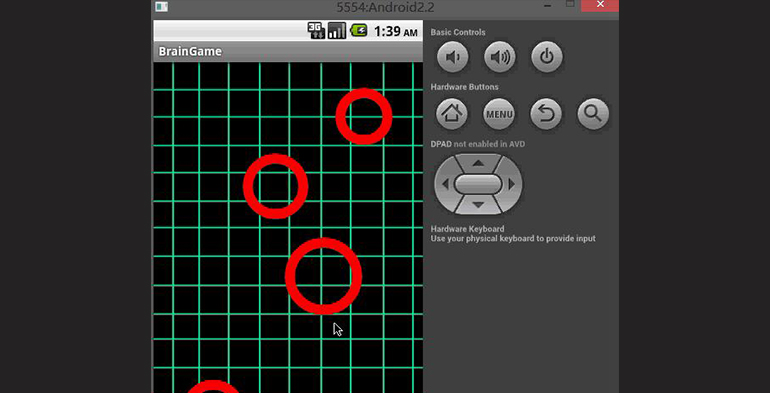 5554:Android2.2
3G
1:39 AM
BrainGame
Basic Controls
Hardware Buttons
MENU
DPAD not enabled in AVD
Hardware Keyboard
Use your physical keyboard to provide input